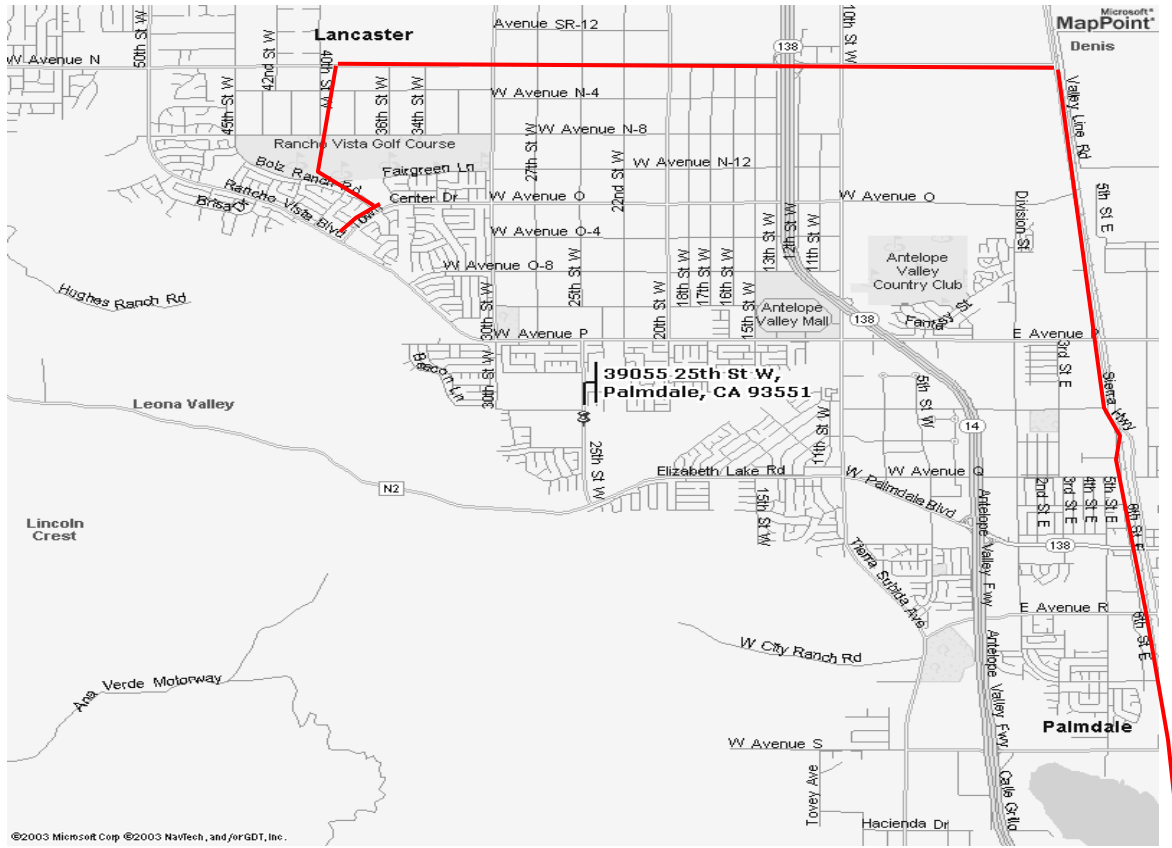 Microsoft®
MapPoint®
Avenue SR-12
10th St W
50th St W
42nd St W
Lancaster
138
Denis
W Avenue N
40th St W
45th St W
36th St W
34th St W
W Avenue N-4
Valley Line Rd
W Avenue N-8
Rancho Vista Golf Course
27th St W
22nd St W
W Avenue N-12
Bolz Ranch Rd
Fairgreen Ln
Rancho Vista Blvd
Center Dr
W Avenue O
W Avenue O
Division St
5th St E
W Avenue O-4
13th St W
12th St W
11th St W
W Avenue O-8
25th St W
18th St W
17th St W
16th St W
Antelope
Valley
Country Club
Hughes Ranch Rd
30th St W
20th St W
15th St W
Antelope
Valley Mall
138
W Avenue P
E Avenue P
3rd St E
30th St W
39055 25th St W,
Palmdale, CA 93551
Sierra Hwy
5th St W
Leona Valley
11th St W
14
25th St W
Elizabeth Lake Rd
W Avenue Q
N2
15th St W
W Palmdale Blvd
2nd St E
3rd St E
4th St E
5th St E
6th St E
Lincoln
Crest
Antelope Valley Fwy
138
Tierra Subida Ave
E Avenue R
6th St E
W City Ranch Rd
Antelope Valley Fwy
Ana Verde Motorway
Palmdale
W Avenue S
Tovey Ave
Calle Grillo
Hacienda Dr
©2003 Microsoft Corp ©2003 NavTech, and/or GDT, Inc.